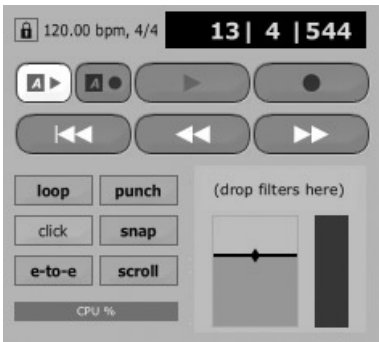 120.00 bpm, 4/4
13| 4 |544
A
A
loop punch
(drop filters here)
click snap
e-to-e scroll
CPU %